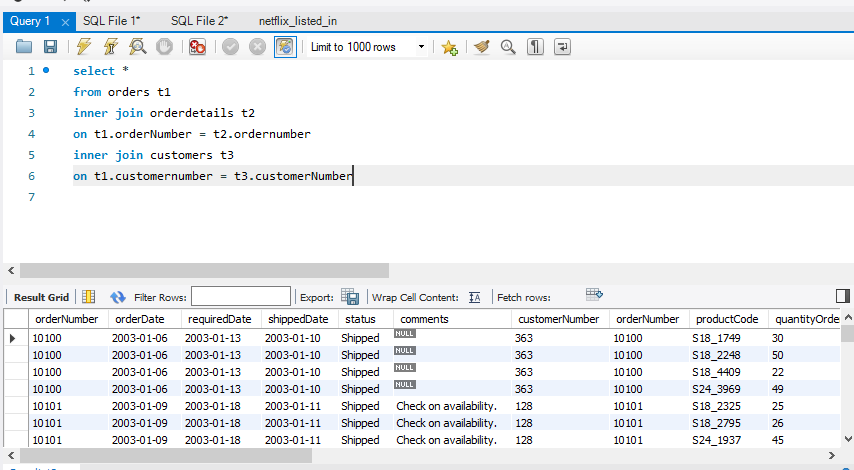 Query 1 SQL File 1* SQL File 2* netflix_listed_in
Limit to 1000 rows
1 select *
2 from orders t1
3 inner join orderdetails t2
4 on t1.orderNumber = t2.ordernumber
5 inner join customers t3
6 on t1.customernumber = t3.customerNumber
7
Result Grid Filter Rows: Export: Wrap Cell Content: IA Fetch rows:
orderNumber orderDate requiredDate shippedDate status comments customerNumber orderNumber productCode quantityOrde
10100 2003-01-06 2003-01-13 2003-01-10 Shipped NULL 363 10100 S18_1749 30
10100 2003-01-06 2003-01-13 2003-01-10 Shipped NULL 363 10100 S18_2248 50
10100 2003-01-06 2003-01-13 2003-01-10 Shipped NULL 363 10100 S18_4409 22
10100 2003-01-06 2003-01-13 2003-01-10 Shipped NULL 363 10100 S24_3969 49
10101 2003-01-09 2003-01-18 2003-01-11 Shipped Check on availability. 128 10101 S18_2325 25
10101 2003-01-09 2003-01-18 2003-01-11 Shipped Check on availability. 128 10101 S18_2795 26
10101 2003-01-09 2003-01-18 2003-01-11 Shipped Check on availability. 128 10101 S24_1937 45